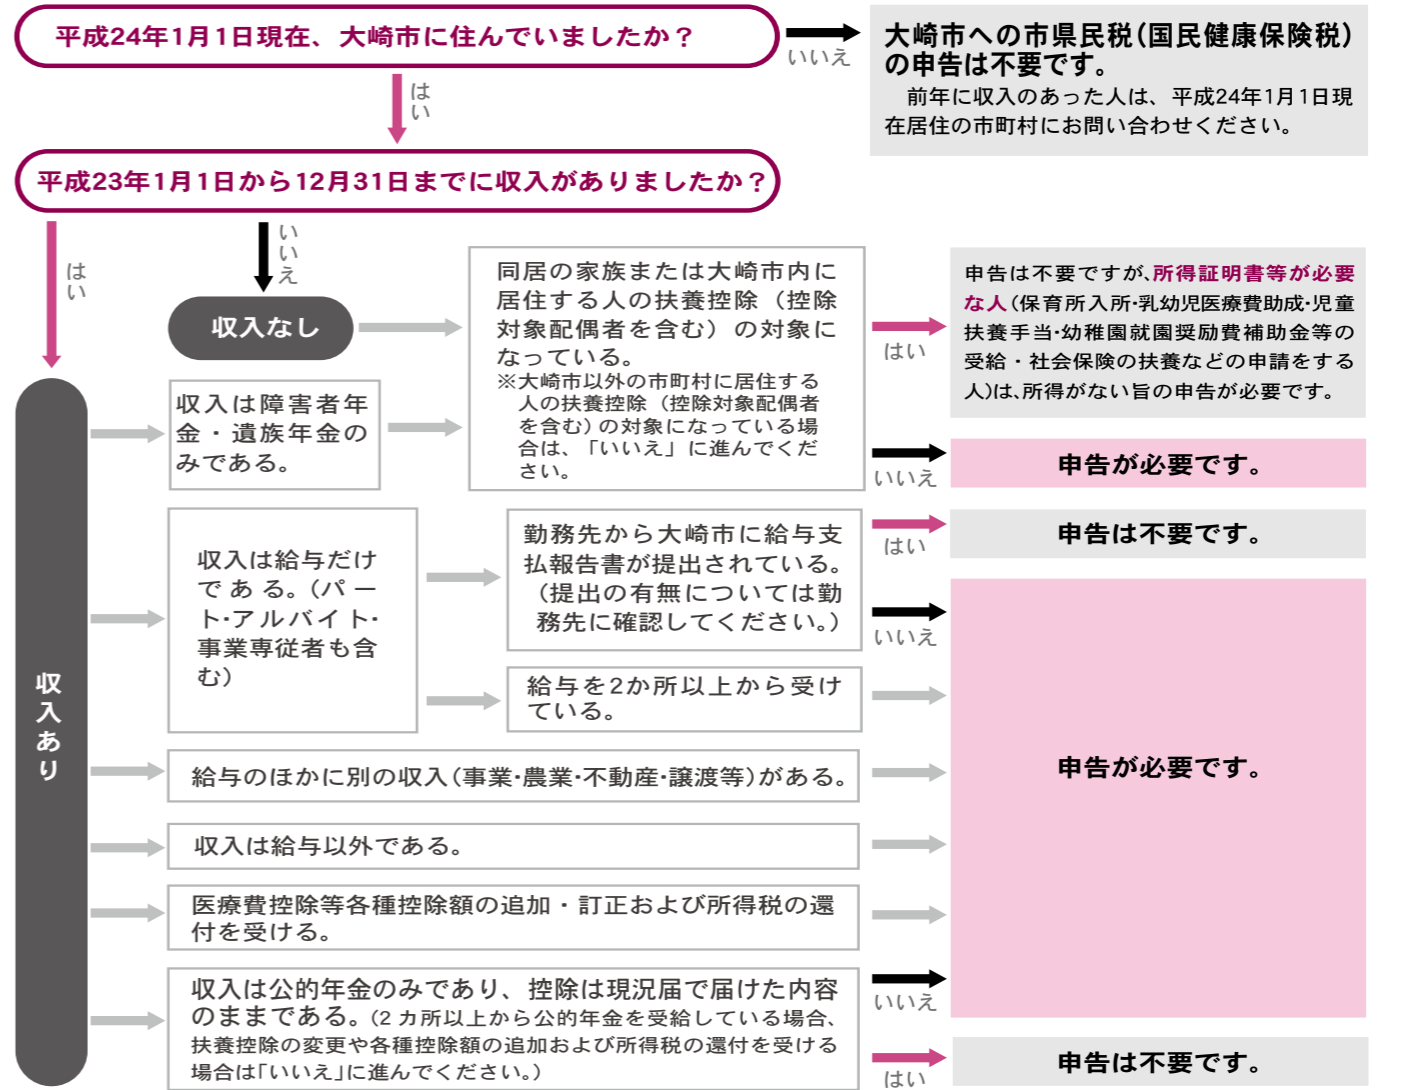 平成24年1月1日現在、大崎市に住んでいましたか？
いいえ
大崎市への市県民税(国民健康保険税)
の申告は不要です。
前年に収入のあった人は、平成24年1月1日現
在居住の市町村にお問い合わせください。
はい
平成23年1月1日から12月31日までに収入がありましたか？
はい
いいえ
収入なし
同居の家族または大崎市内に
居住する人の扶養控除（控除
対象配偶者を含む）の対象に
なっている。
※大崎市以外の市町村に居住する
人の扶養控除（控除対象配偶者
を含む）の対象になっている場
合は、「いいえ」に進んでくだ
さい。
はい
申告は不要ですが、所得証明書等が必要
な人(保育所入所・乳幼児医療費助成・児童
扶養手当・幼稚園就園奨励費補助金等の
受給・社会保険の扶養などの申請をする
人)は、所得がない旨の申告が必要です。
収入は障害者年
金・遺族年金の
みである。
いいえ
申告が必要です。
収入あり
収入は給与だけ
である。(パー
ト・アルバイト・
事業専従者も含
む)
勤務先から大崎市に給与支
払報告書が提出されている。
(提出の有無については勤
務先に確認してください。)
はい
申告は不要です。
いいえ
給与を2か所以上から受け
ている。
申告が必要です。
給与のほかに別の収入(事業・農業・不動産・譲渡等)がある。
収入は給与以外である。
医療費控除等各種控除額の追加・訂正および所得税の還
付を受ける。
収入は公的年金のみであり、控除は現況届で届けた内容
のままである。(2カ所以上から公的年金を受給している場合、
扶養控除の変更や各種控除額の追加および所得税の還付を受ける
場合は「いいえ」に進んでください。)
いいえ
はい
申告は不要です。